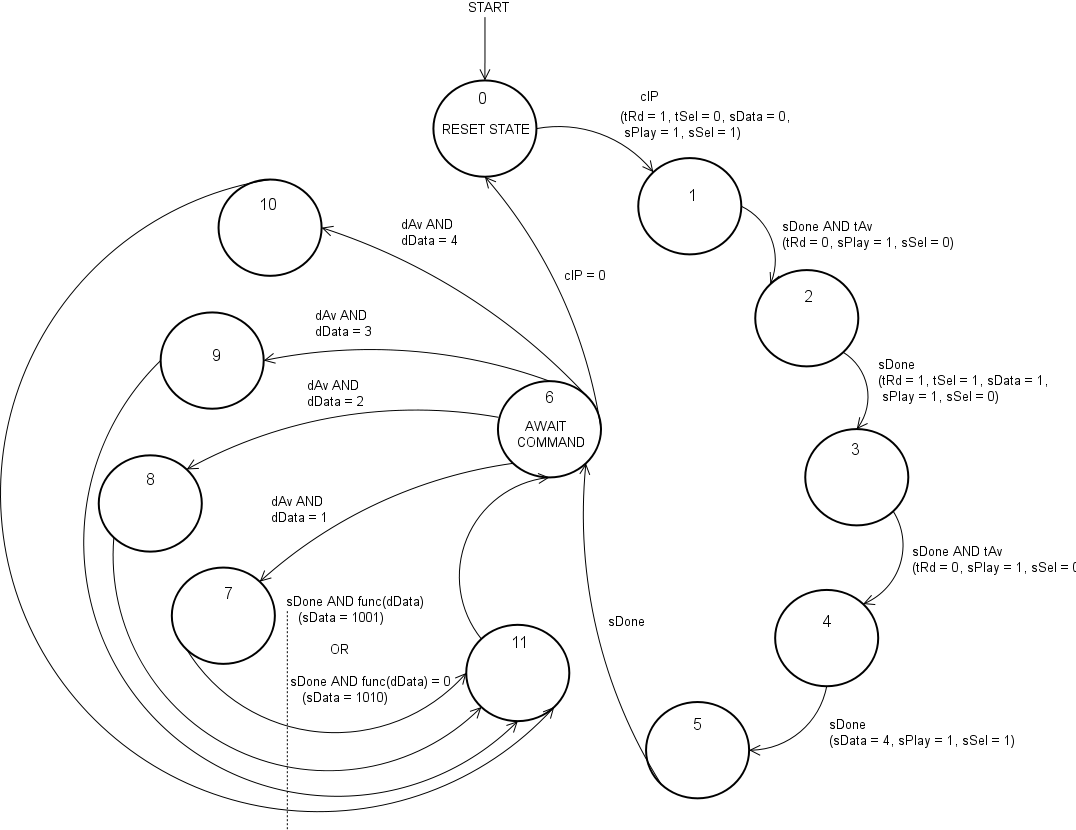 START
0
RESET STATE
cIP
(tRd = 1, tSel = 0, sData = 0,
sPlay = 1, sSel = 1)
1
sDone AND tAv
(tRd = 0, sPlay = 1, sSel = 0)
2
sDone
(tRd = 1, tSel = 1, sData = 1,
sPlay = 1, sSel = 0)
3
sDone AND tAv
(tRd = 0, sPlay = 1, sSel = 0
4
sDone
(sData = 4, sPlay = 1, sSel = 1)
5
sDone
6
AWAIT
COMMAND
cIP = 0
dAv AND
dData = 4
10
dAv AND
dData = 3
9
dAv AND
dData = 2
8
dAv AND
dData = 1
7
sDone AND func(dData)
(sData = 1001)
OR
sDone AND func(dData) = 0
(sData = 1010)
11